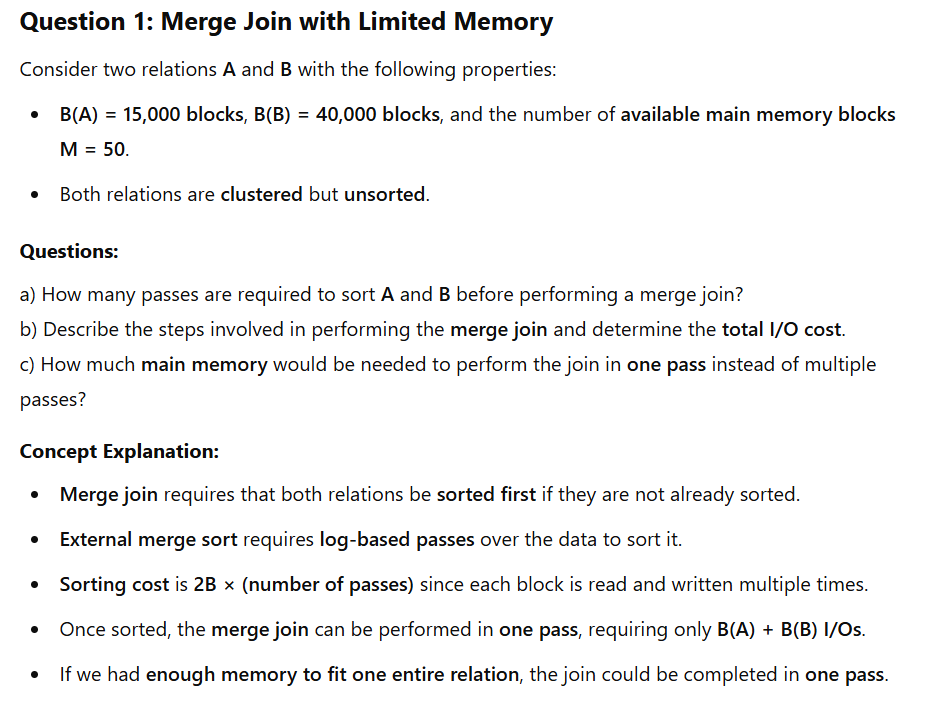 Question 1: Merge Join with Limited Memory
Consider two relations A and B with the following properties:
• B(A) = 15,000 blocks, B(B) = 40,000 blocks, and the number of available main memory blocks
M = 50.
• Both relations are clustered but unsorted.
Questions:
a) How many passes are required to sort A and B before performing a merge join?
b) Describe the steps involved in performing the merge join and determine the total I/O cost.
c) How much main memory would be needed to perform the join in one pass instead of multiple
passes?
Concept Explanation:
• Merge join requires that both relations be sorted first if they are not already sorted.
• External merge sort requires log-based passes over the data to sort it.
• Sorting cost is 2B × (number of passes) since each block is read and written multiple times.
• Once sorted, the merge join can be performed in one pass, requiring only B(A) + B(B) I/Os.
• If we had enough memory to fit one entire relation, the join could be completed in one pass.